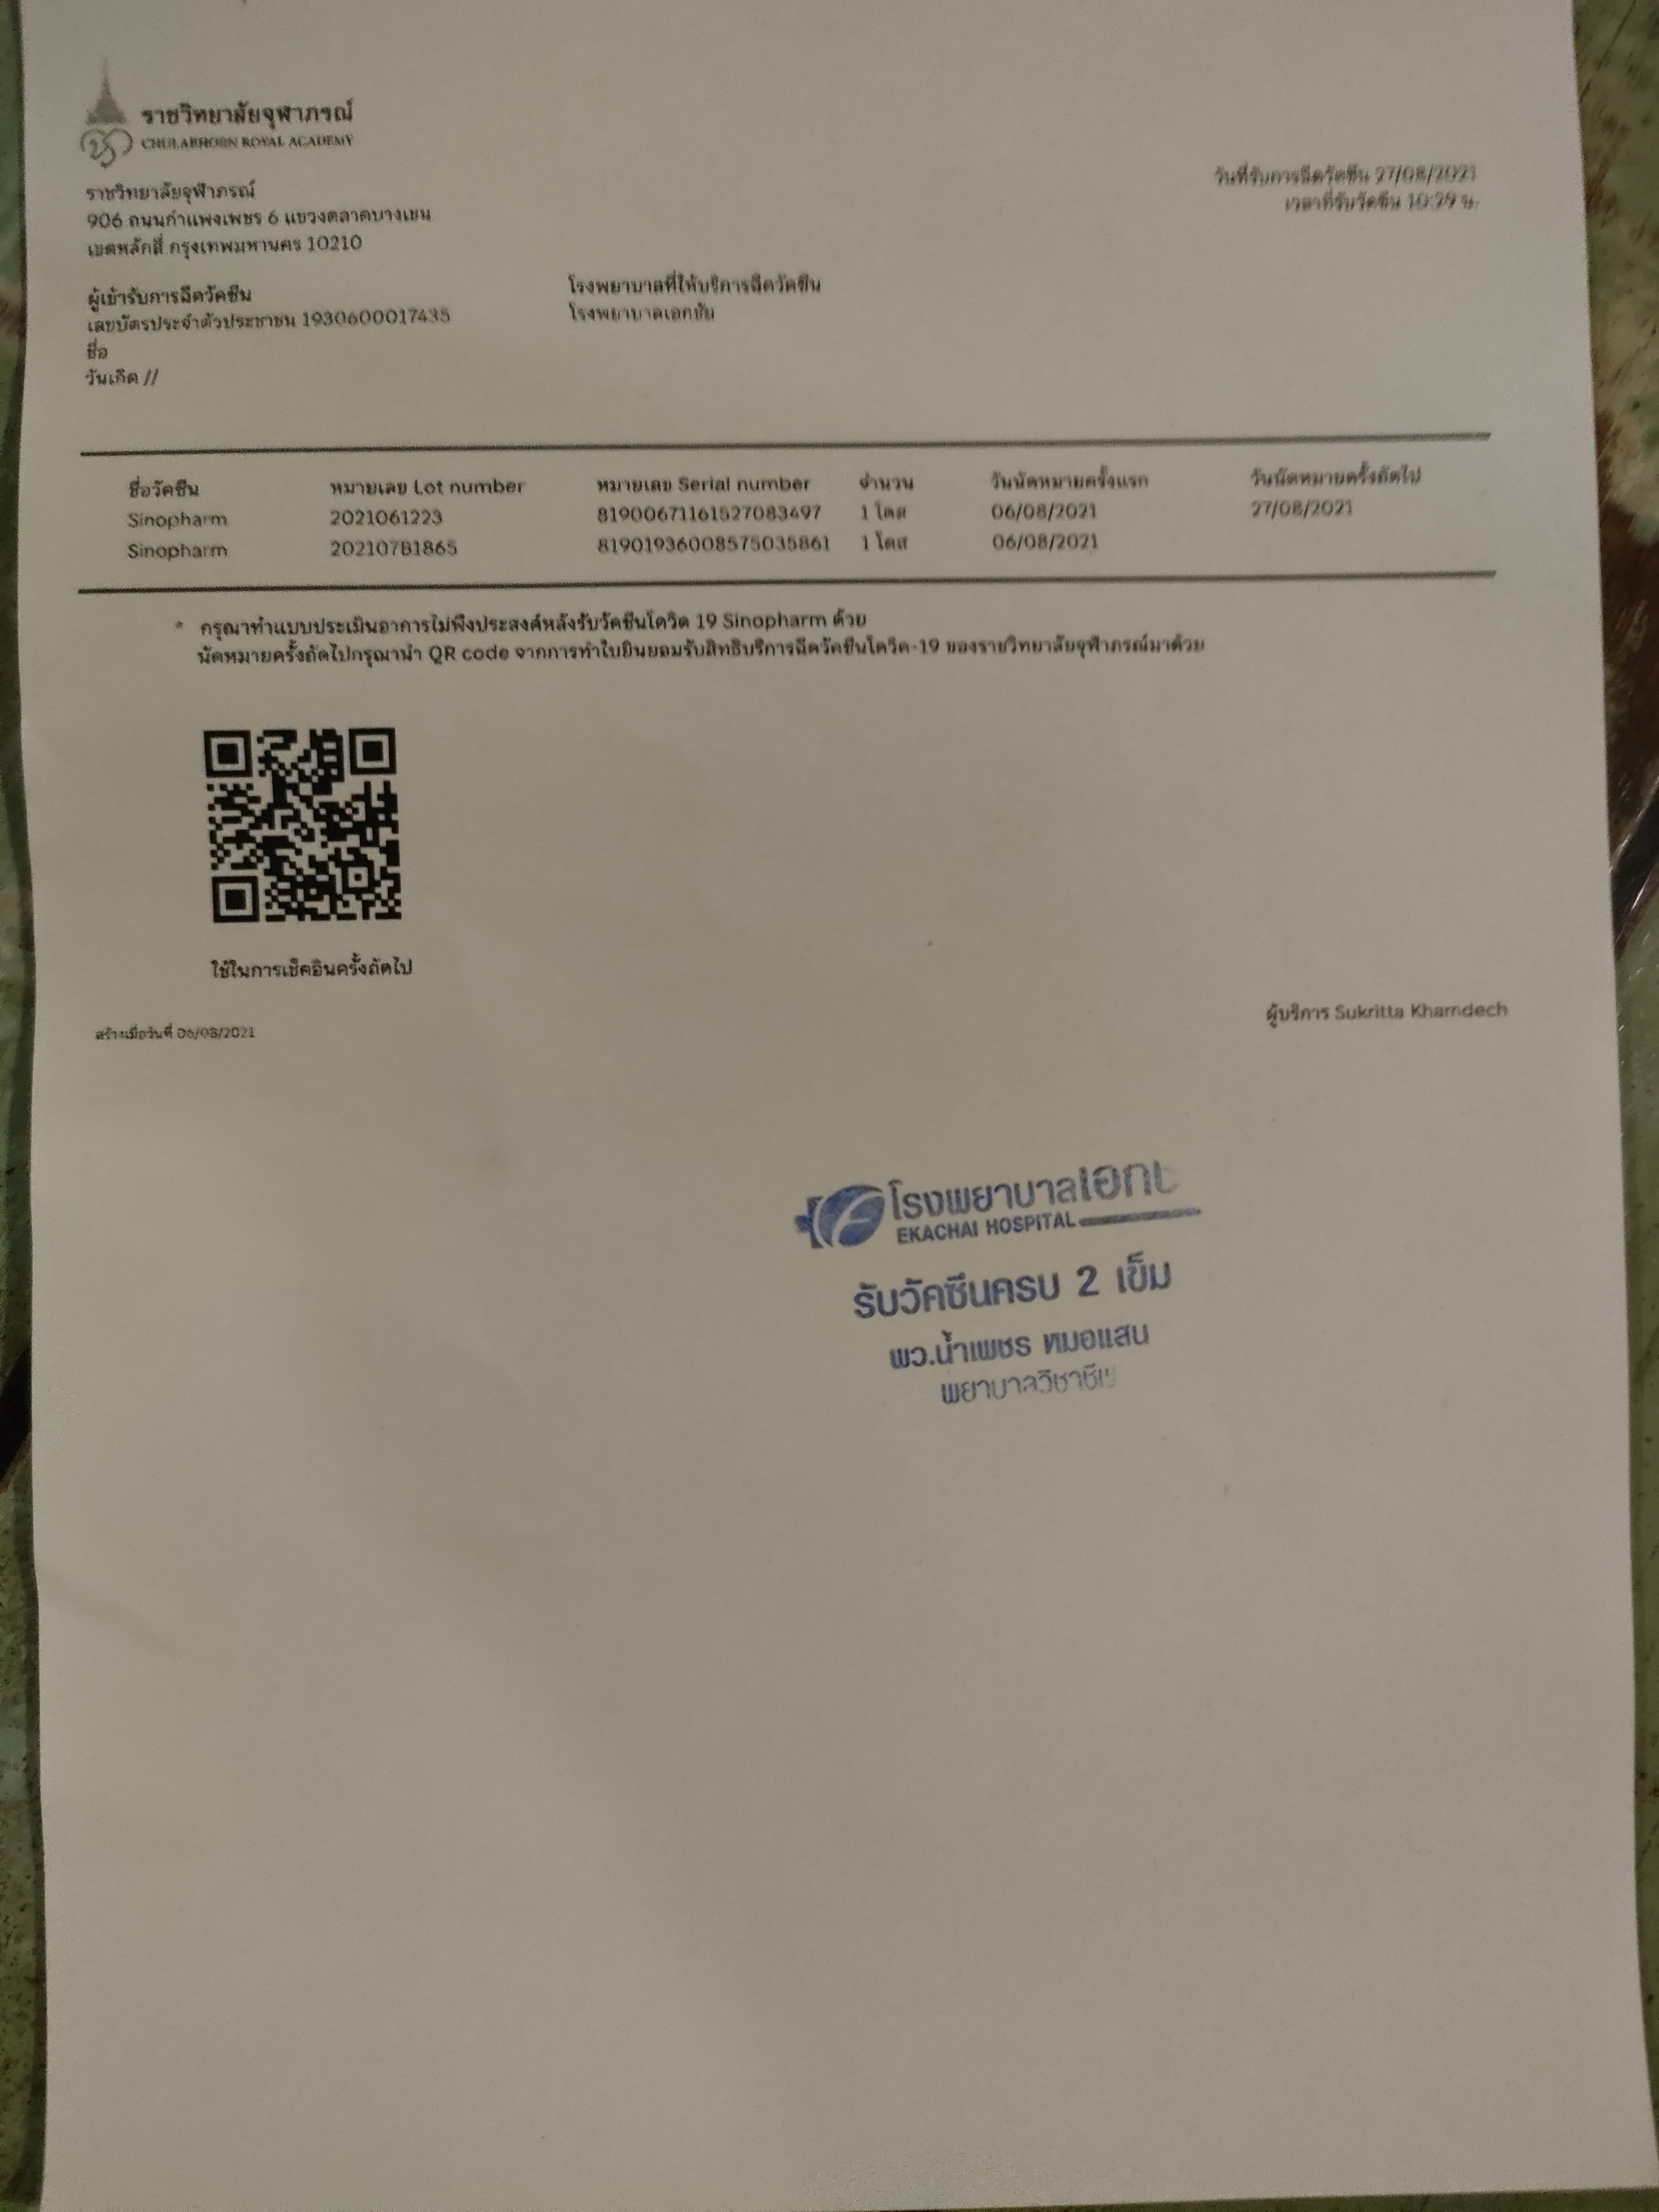 ราชวิทยาลัยจุฬาภรณ์
CHULABHORN ROYAL ACADEMY
ราชวิทยาลัยจุฬาภรณ์
906 ถนนกำแพงเพชร 6 แขวงตลาดบางเขน
เขตหลักสี่ กรุงเทพมหานคร 10210
วันที่รับการฉีดวัคซีน 27/08/2021
เวลาที่รับวัคซีน 10:29 น.
ผู้เข้ารับการฉีดวัคซีน
เลขบัตรประจำตัวประชาชน 1930600017435
ชื่อ
วันเกิด //
โรงพยาบาลที่ให้บริการฉีดวัคซีน
โรงพยาบาลเอกชัย
ชื่อวัคซีน หมายเลข Lot number หมายเลข Serial number จำนวน วันนัดหมายครั้งแรก วันนัดหมายครั้งถัดไป
Sinopharm 2021061223 81900671161527083497 1 โดส 06/08/2021 27/08/2021
Sinopharm 202107B1865 81901936008575035861 1 โดส 06/08/2021
* กรุณาทำแบบประเมินอาการไม่พึงประสงค์หลังรับวัคซีนโควิด 19 Sinopharm ด้วย
นัดหมายครั้งถัดไปกรุณานำ QR code จากการทำใบยินยอมรับสิทธิบริการฉีดวัคซีนโควิด-19 ของราชวิทยาลัยจุฬาภรณ์มาด้วย
ใช้ในการเช็คอินครั้งถัดไป
ผู้บริการ Sukritta Khamdech
สร้างเมื่อวันที่ 06/08/2021
โรงพยาบาลเอกช
EKACHAI HOSPITAL
รับวัคซีนครบ 2 เข็ม
พว.น้ำเพชร หมอแสน
พยาบาลวิชาชีพ